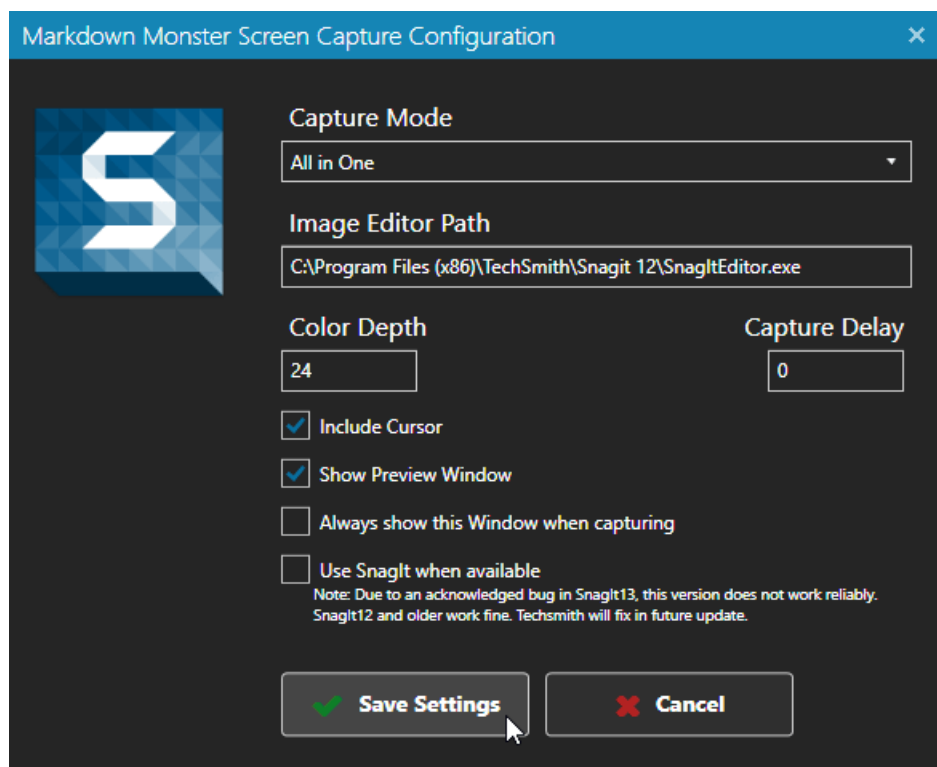 Markdown Monster Screen Capture Configuration
S
Capture Mode
All in One
Image Editor Path
C:\Program Files (x86)\TechSmith\Snagit 12\SnagItEditor.exe
Color Depth Capture Delay
24 0
Include Cursor
Show Preview Window
Always show this Window when capturing
Use SnagIt when available
Note: Due to an acknowledged bug in SnagIt13, this version does not work reliably.
SnagIt12 and older work fine. Techsmith will fix in future update.
Save Settings Cancel